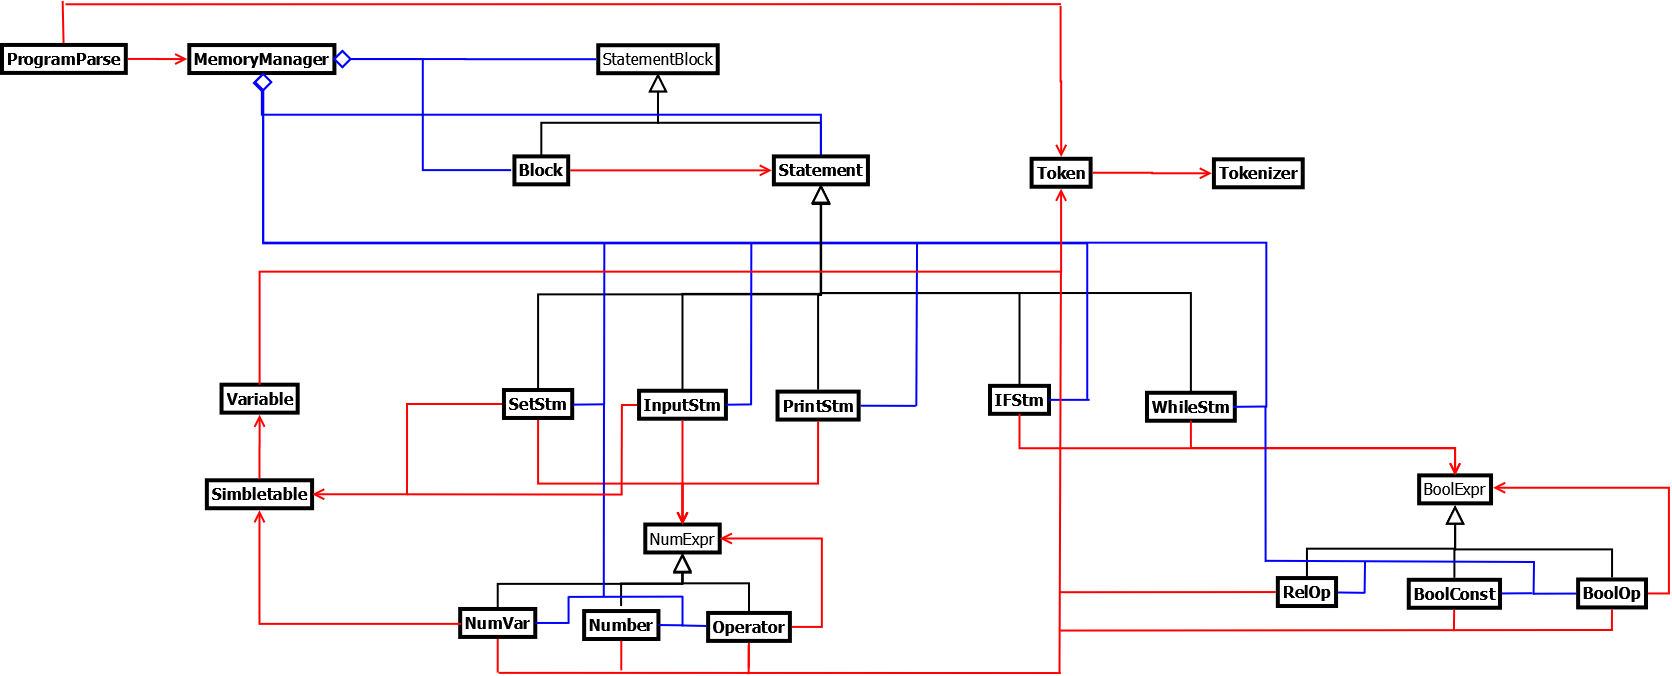 ProgramParse
MemoryManager
StatementBlock
Block
Statement
Token
Tokenizer
Variable
SetStm
InputStm
PrintStm
IFStm
WhileStm
Simbletable
BoolExpr
NumExpr
NumVar
Number
Operator
RelOp
BoolConst
BoolOp